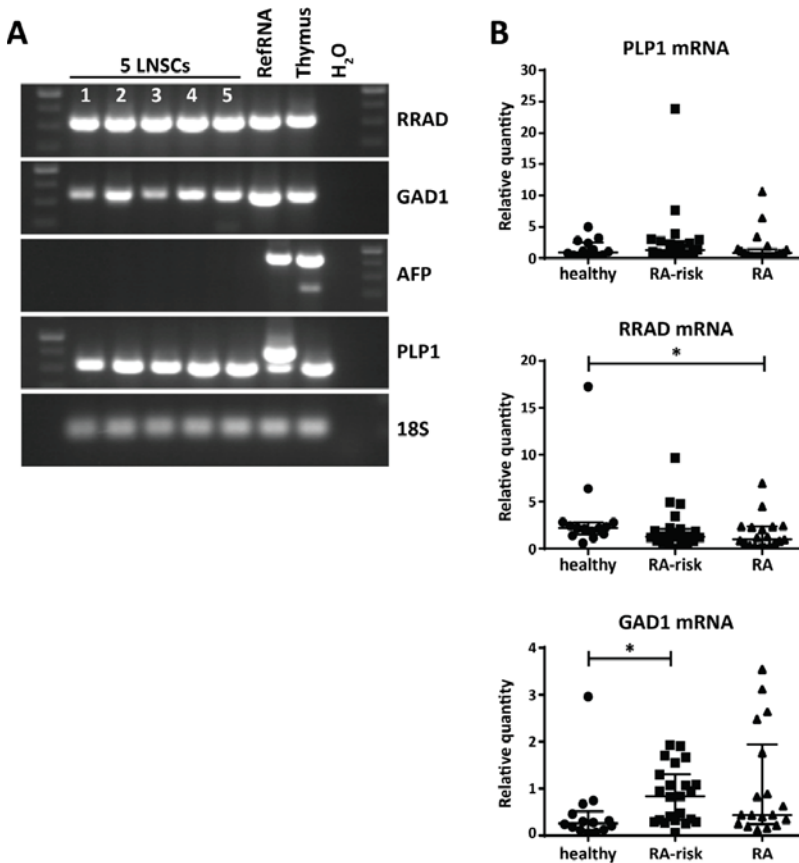 A
5 LNSCs
RefRNA
Thymus
H₂O
1 2 3 4 5
RRAD
GAD1
AFP
PLP1
18S
B
PLP1 mRNA
Relative quantity
30
25
20
15
10
5
0
healthy RA-risk RA
RRAD mRNA
*
Relative quantity
20
15
10
5
0
healthy RA-risk RA
GAD1 mRNA
*
Relative quantity
4
3
2
1
0
healthy RA-risk RA